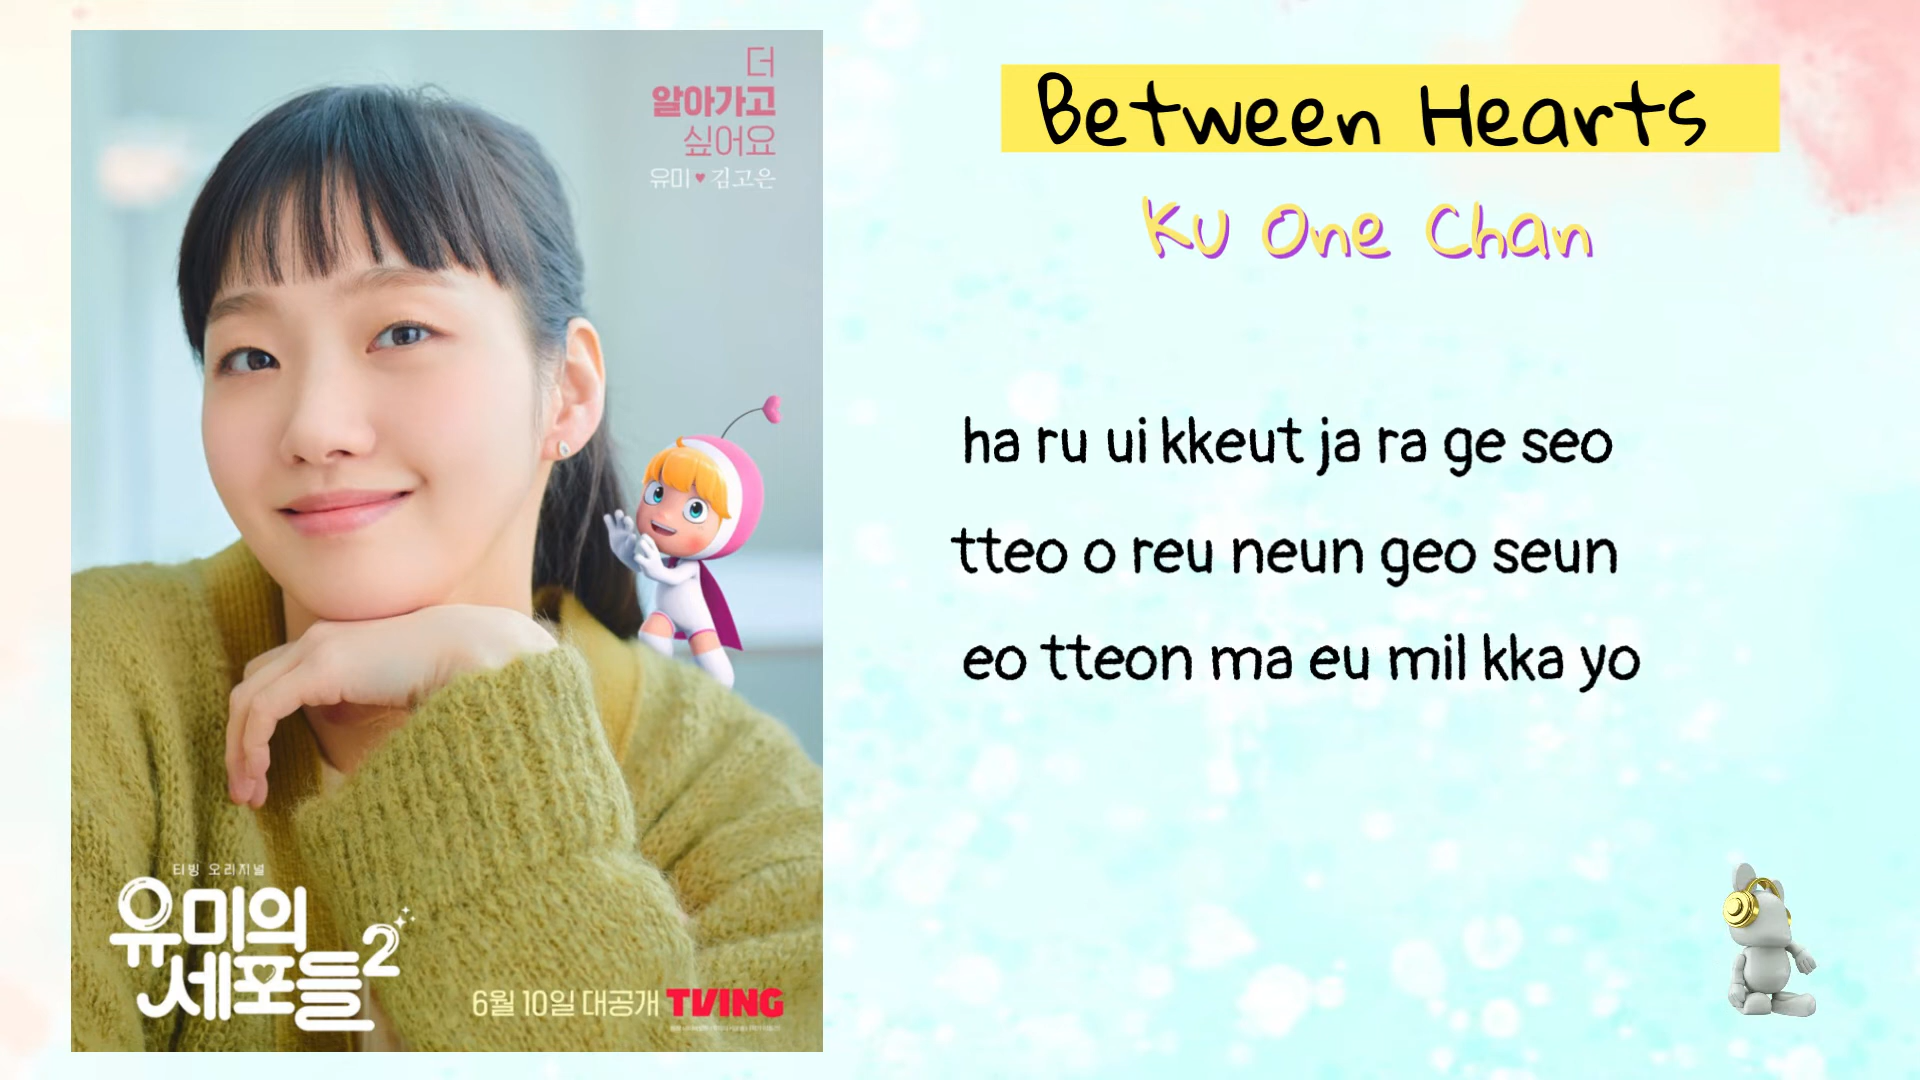 더
알아가고
싶어요
유미♥김고은
티빙 오리지널
유미의
세포들2
6월 10일 대공개 TVING
Between Hearts
Ku One Chan
ha ru ui kkeut ja ra ge seo
tteo o reu neun geo seun
eo tteon ma eu mil kka yo